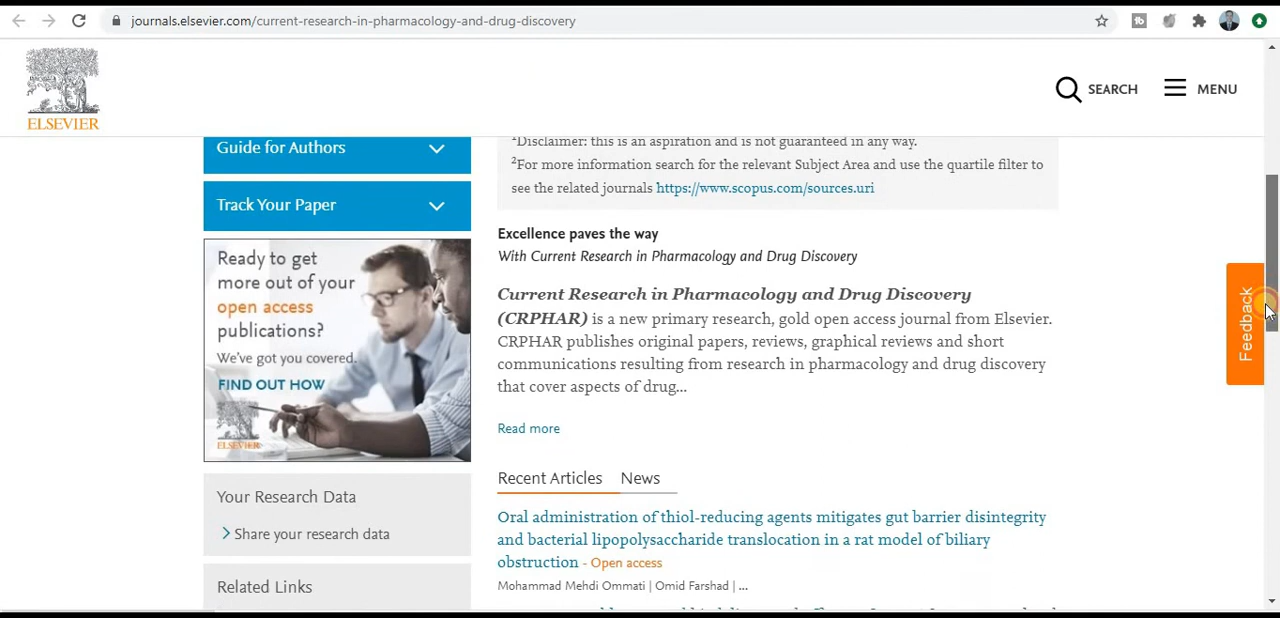 journals.elsevier.com/current-research-in-pharmacology-and-drug-discovery
ELSEVIER
SEARCH
MENU
Guide for Authors
Track Your Paper
Ready to get
more out of your
open access
publications?
We've got you covered.
FIND OUT HOW
ELSEVIER
Your Research Data
Share your research data
Related Links
¹Disclaimer: this is an aspiration and is not guaranteed in any way.
²For more information search for the relevant Subject Area and use the quartile filter to
see the related journals https://www.scopus.com/sources.uri
Excellence paves the way
With Current Research in Pharmacology and Drug Discovery
Current Research in Pharmacology and Drug Discovery
(CRPHAR) is a new primary research, gold open access journal from Elsevier.
CRPHAR publishes original papers, reviews, graphical reviews and short
communications resulting from research in pharmacology and drug discovery
that cover aspects of drug...
Read more
Recent Articles News
Oral administration of thiol-reducing agents mitigates gut barrier disintegrity
and bacterial lipopolysaccharide translocation in a rat model of biliary
obstruction - Open access
Mohammad Mehdi Ommati | Omid Farshad | ...
Feedback